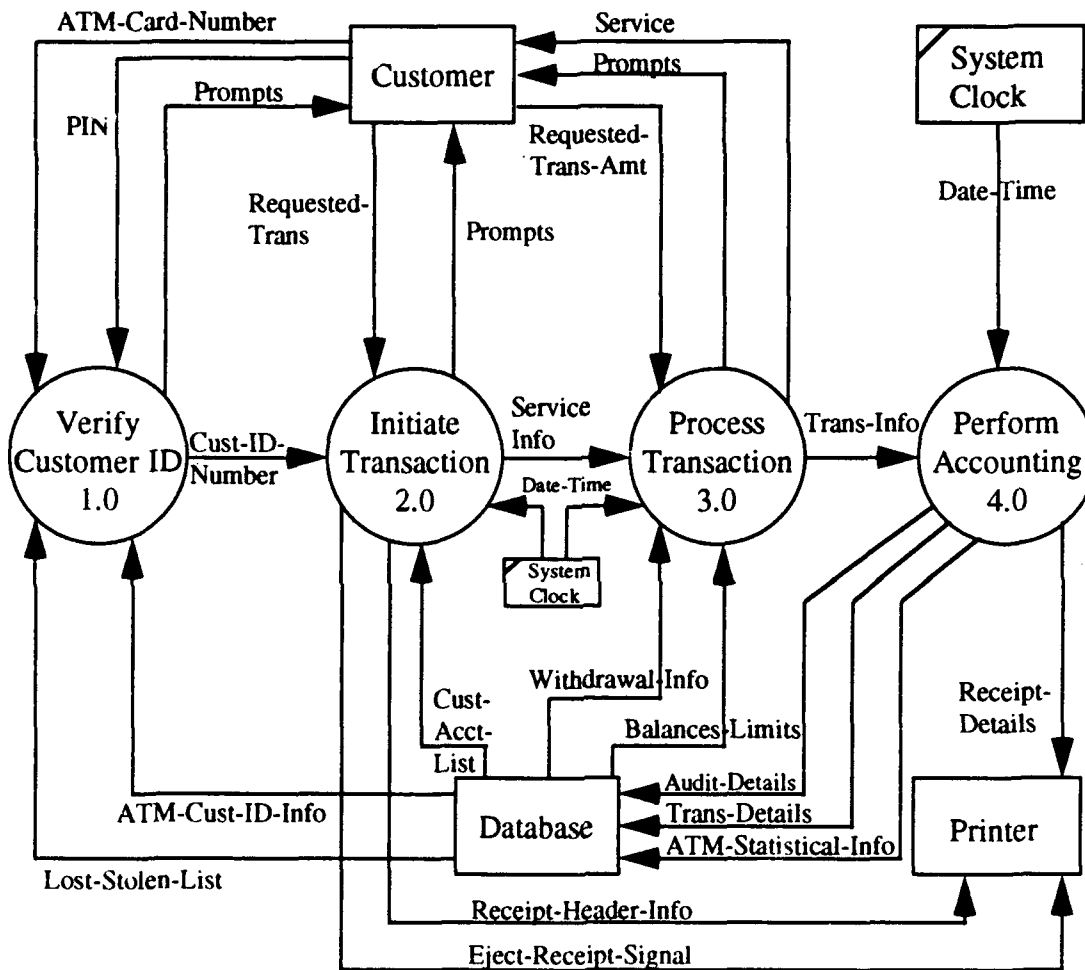 ATM-Card-Number
Service
System
Clock
Customer
Prompts
Prompts
PIN
Requested-
Trans-Amt
Date-Time
Requested-
Trans
Prompts
Verify
Customer ID
1.0
Cust-ID-
Number
Initiate
Transaction
2.0
Service
Info
Date-Time
System
Clock
Process
Transaction
3.0
Trans-Info
Perform
Accounting
4.0
Cust-
Acct-
List
Withdrawal-Info
Balances-Limits
Receipt-
Details
ATM-Cust-ID-Info
Database
Audit-Details
Trans-Details
ATM-Statistical-Info
Printer
Lost-Stolen-List
Receipt-Header-Info
Eject-Receipt-Signal